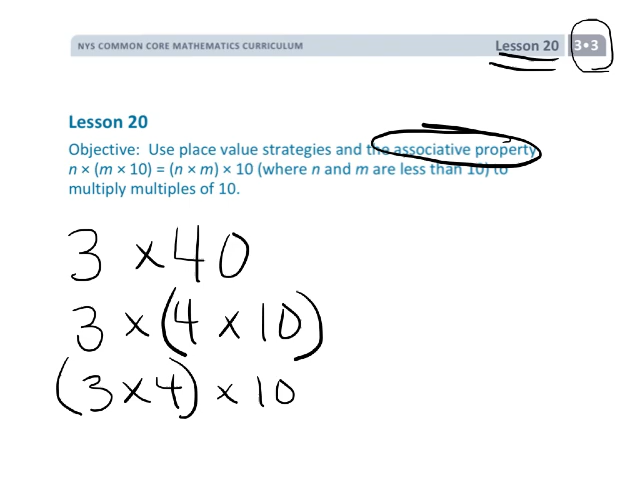 NYS COMMON CORE MATHEMATICS CURRICULUM Lesson 20 3•3
Lesson 20
Objective: Use place value strategies and the associative property
n × (m × 10) = (n × m) × 10 (where n and m are less than 10) to
multiply multiples of 10.
3 × 40
3 × (4 × 10)
(3 × 4) × 10